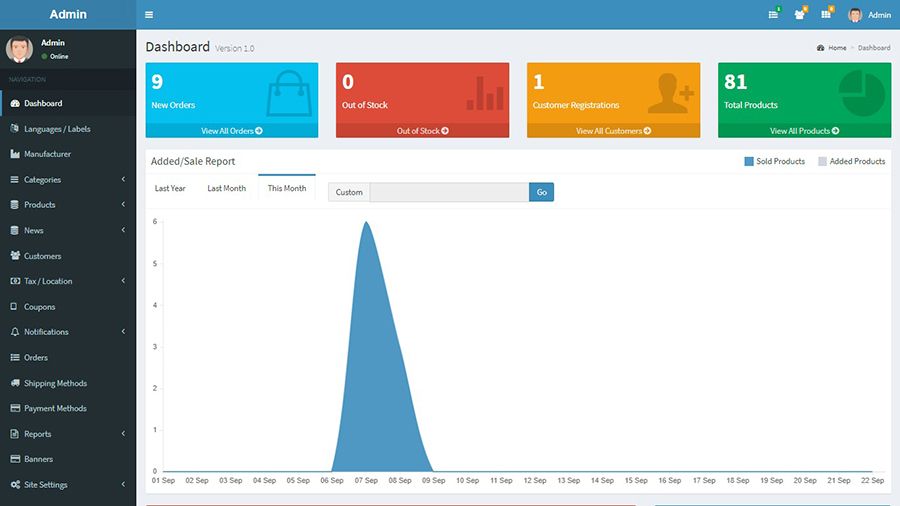 Admin
1
6
0
Admin
Admin
Online
NAVIGATION
Dashboard
Languages / Labels
Manufacturer
Categories
Products
News
Customers
Tax / Location
Coupons
Notifications
Orders
Shipping Methods
Payment Methods
Reports
Banners
Site Settings
Dashboard Version 1.0
Home > Dashboard
9
New Orders
View All Orders
0
Out of Stock
Out of Stock
1
Customer Registrations
View All Customers
81
Total Products
View All Products
Added/Sale Report
Sold Products Added Products
Last Year Last Month This Month Custom Go
6
5
4
3
2
1
0
01 Sep 02 Sep 03 Sep 04 Sep 05 Sep 06 Sep 07 Sep 08 Sep 09 Sep 10 Sep 11 Sep 12 Sep 13 Sep 14 Sep 15 Sep 16 Sep 17 Sep 18 Sep 19 Sep 20 Sep 21 Sep 22 Sep